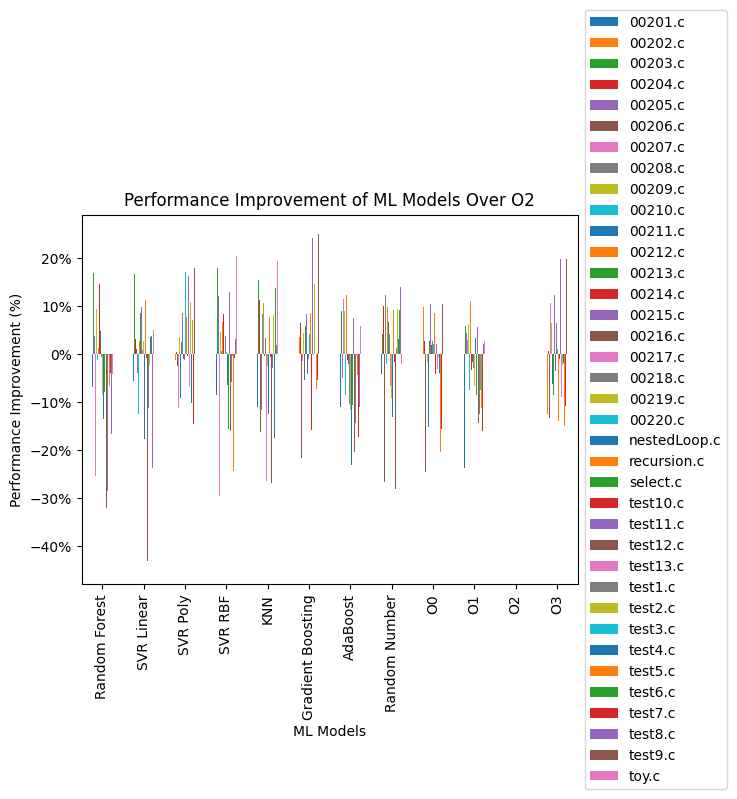 Performance Improvement of ML Models Over O2
Performance Improvement (%)
20%
10%
0%
−10%
−20%
−30%
−40%
Random Forest
SVR Linear
SVR Poly
SVR RBF
KNN
Gradient Boosting
AdaBoost
Random Number
O0
O1
O2
O3
ML Models
00201.c
00202.c
00203.c
00204.c
00205.c
00206.c
00207.c
00208.c
00209.c
00210.c
00211.c
00212.c
00213.c
00214.c
00215.c
00216.c
00217.c
00218.c
00219.c
00220.c
nestedLoop.c
recursion.c
select.c
test10.c
test11.c
test12.c
test13.c
test1.c
test2.c
test3.c
test4.c
test5.c
test6.c
test7.c
test8.c
test9.c
toy.c